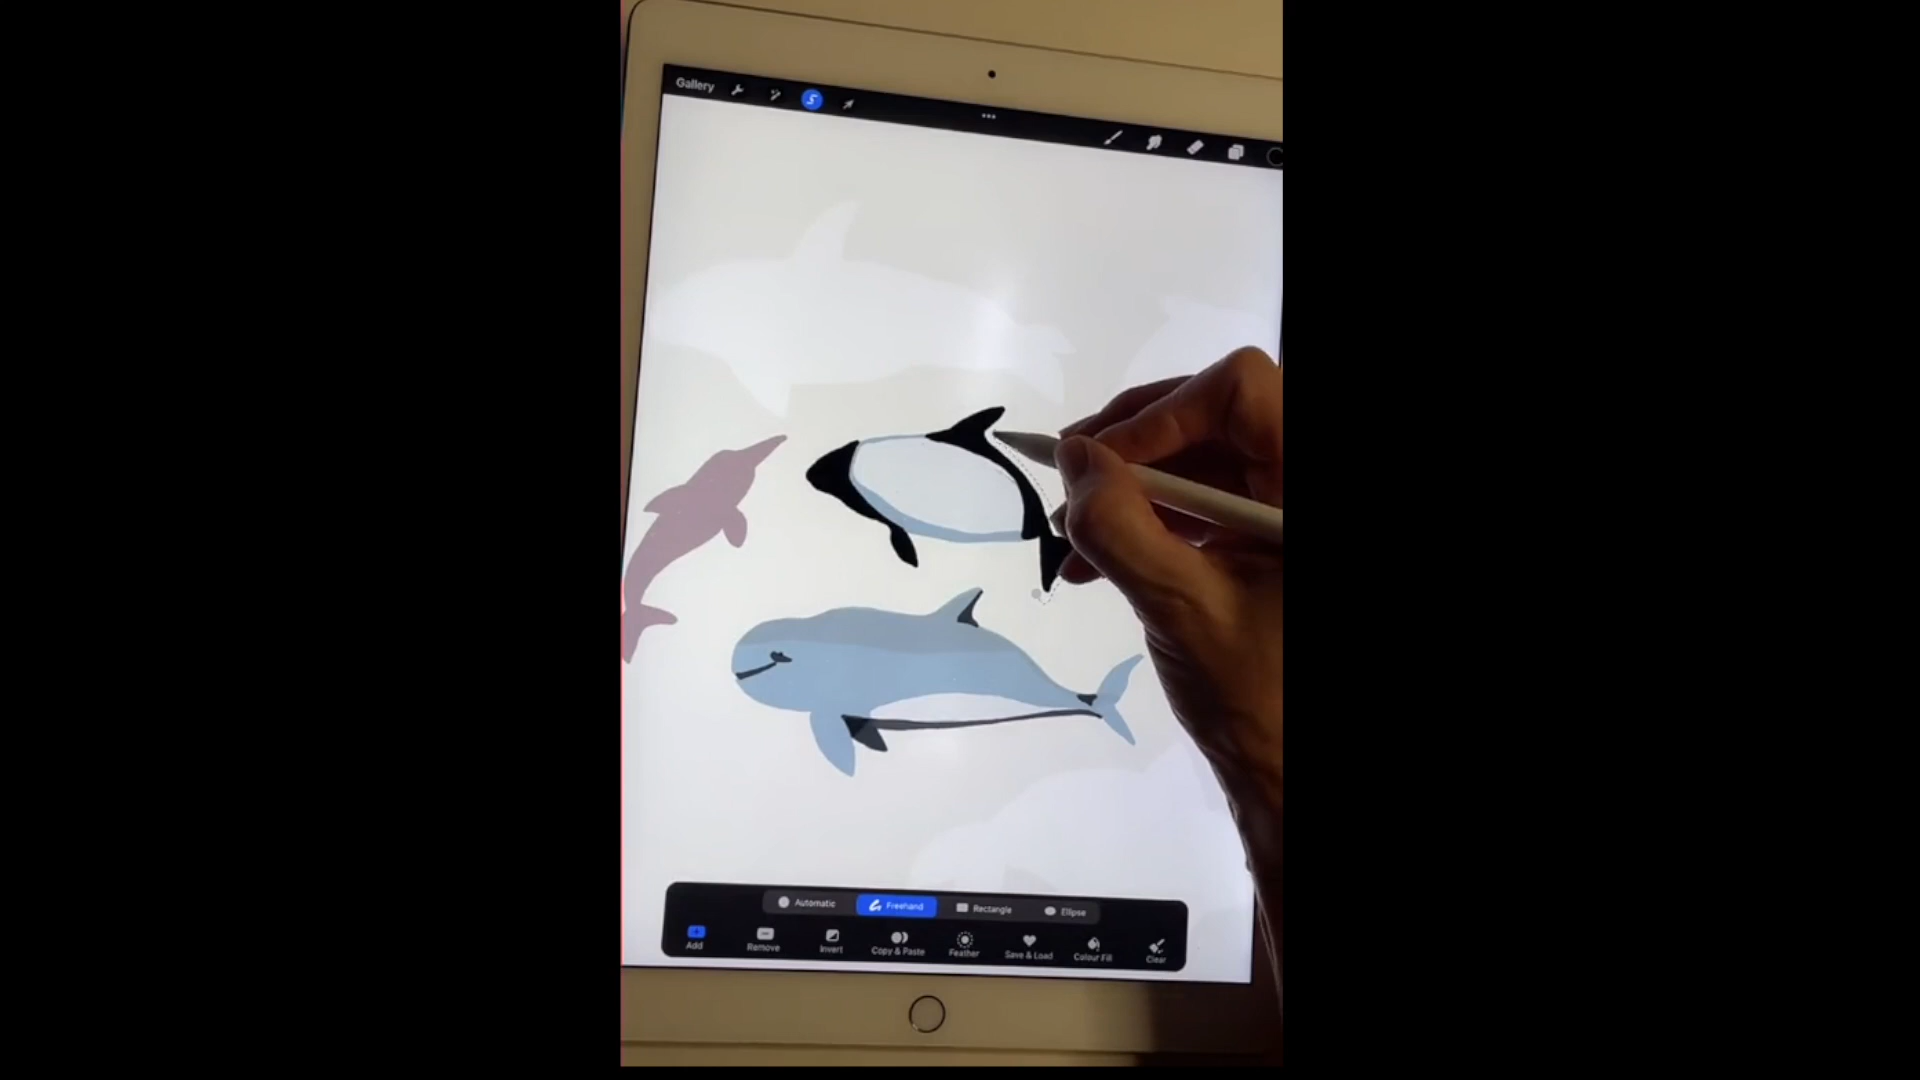 Gallery
Automatic Freehand Rectangle Ellipse
Add Remove Invert Copy & Paste Feather Save & Load Colour Fill Clear